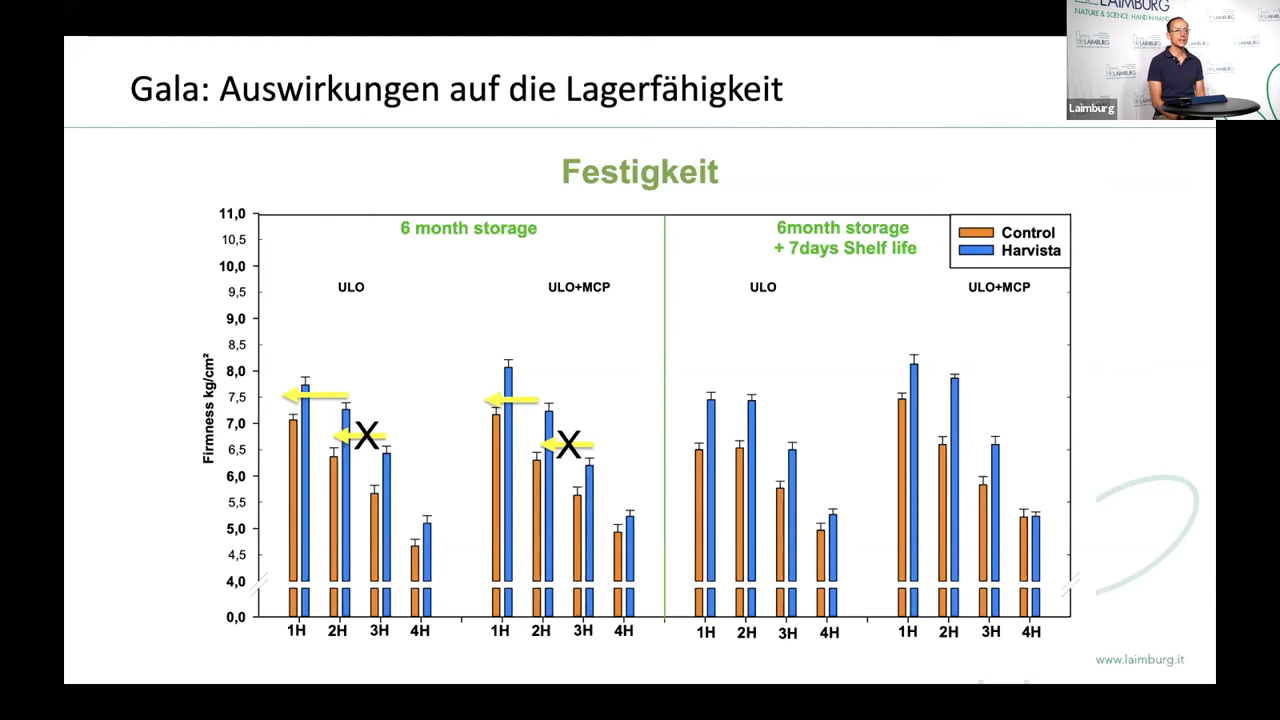 LAIMBURG
NATURE & SCIENCE: HAND IN HAND
LAIMBURG
LAIMBURG
LAIMBURG
Laimburg
Gala: Auswirkungen auf die Lagerfähigkeit
Festigkeit
6 month storage
6month storage
+ 7days Shelf life
Control
Harvista
ULO
ULO+MCP
ULO
ULO+MCP
Firmness kg/cm²
11,0
10,5
10,0
9,5
9,0
8,5
8,0
7,5
7,0
6,5
6,0
5,5
5,0
4,5
4,0
0,0
X
X
1H 2H 3H 4H 1H 2H 3H 4H 1H 2H 3H 4H 1H 2H 3H 4H
www.laimburg.it